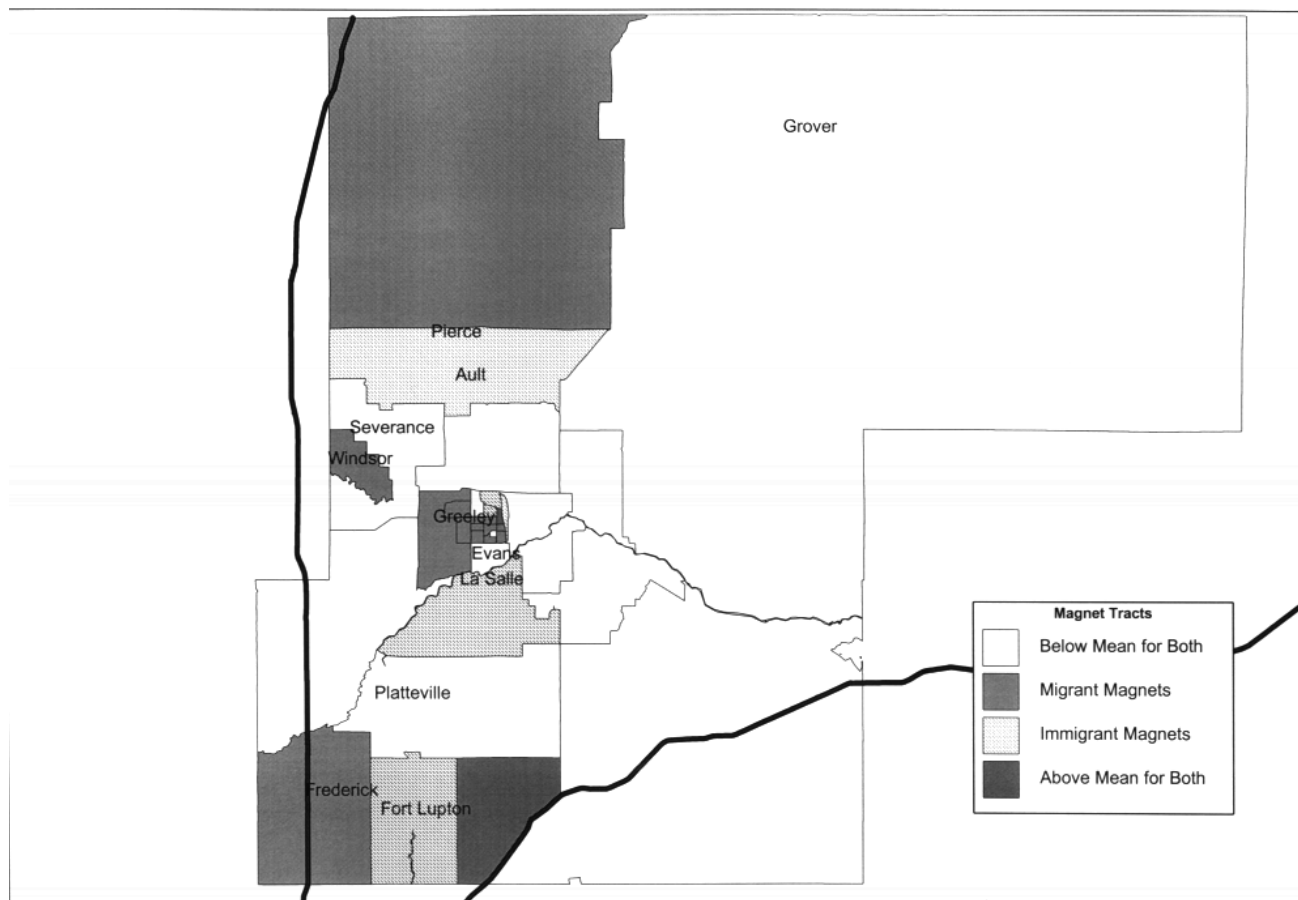 Grover
Pierce
Ault
Severance
Windsor
Greeley
Evans
La Salle
Platteville
Frederick
Fort Lupton
Magnet Tracts
Below Mean for Both
Migrant Magnets
Immigrant Magnets
Above Mean for Both